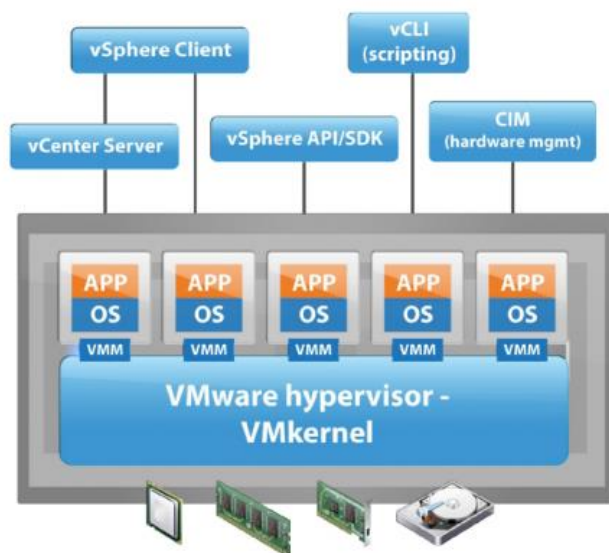 vSphere Client
vCLI
(scripting)
vCenter Server
vSphere API/SDK
CIM
(hardware mgmt)
APP
APP
APP
APP
APP
OS
OS
OS
OS
OS
VMM
VMM
VMM
VMM
VMM
VMware hypervisor -
VMkernel